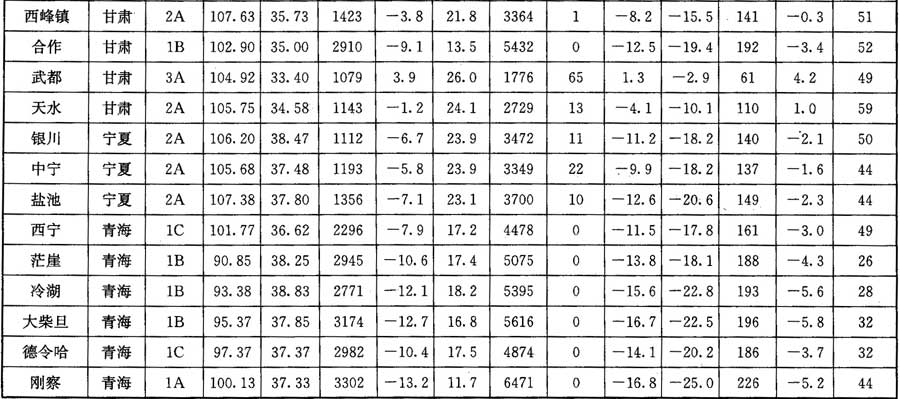 西峰镇 甘肃 2A 107.63 35.73 1423 −3.8 21.8 3364 1 −8.2 −15.5 141 −0.3 51
合作 甘肃 1B 102.90 35.00 2910 −9.1 13.5 5432 0 −12.5 −19.4 192 −3.4 52
武都 甘肃 3A 104.92 33.40 1079 3.9 26.0 1776 65 1.3 −2.9 61 4.2 49
天水 甘肃 2A 105.75 34.58 1143 −1.2 24.1 2729 13 −4.1 −10.1 110 1.0 59
银川 宁夏 2A 106.20 38.47 1112 −6.7 23.9 3472 11 −11.2 −18.2 140 −2.1 50
中宁 宁夏 2A 105.68 37.48 1193 −5.8 23.9 3349 22 −9.9 −18.2 137 −1.6 44
盐池 宁夏 2A 107.38 37.80 1356 −7.1 23.1 3700 10 −12.6 −20.6 149 −2.3 44
西宁 青海 1C 101.77 36.62 2296 −7.9 17.2 4478 0 −11.5 −17.8 161 −3.0 49
茫崖 青海 1B 90.85 38.25 2945 −10.6 17.4 5075 0 −13.8 −18.1 188 −4.3 26
冷湖 青海 1B 93.38 38.83 2771 −12.1 18.2 5395 0 −15.6 −22.8 193 −5.6 28
大柴旦 青海 1B 95.37 37.85 3174 −12.7 16.8 5616 0 −16.7 −22.5 196 −5.8 32
德令哈 青海 1C 97.37 37.37 2982 −10.4 17.5 4874 0 −14.1 −20.2 186 −3.7 32
刚察 青海 1A 100.13 37.33 3302 −13.2 11.7 6471 0 −16.8 −25.0 226 −5.2 44